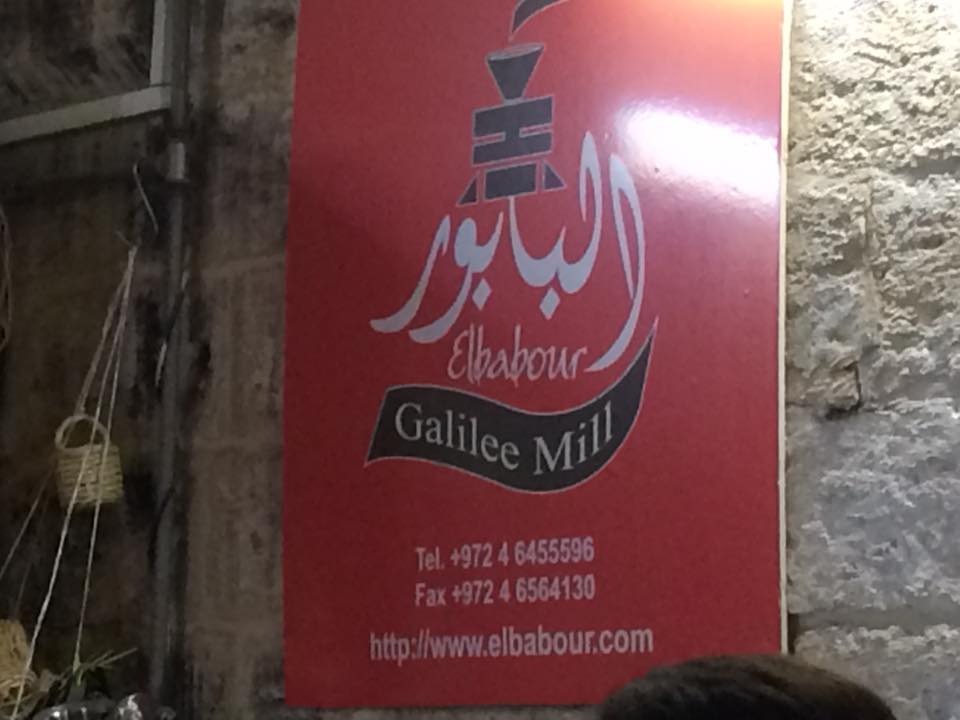 البابور
Elbabour
Galilee Mill
Tel. +972 4 6455596
Fax +972 4 6564130
http://www.elbabour.com